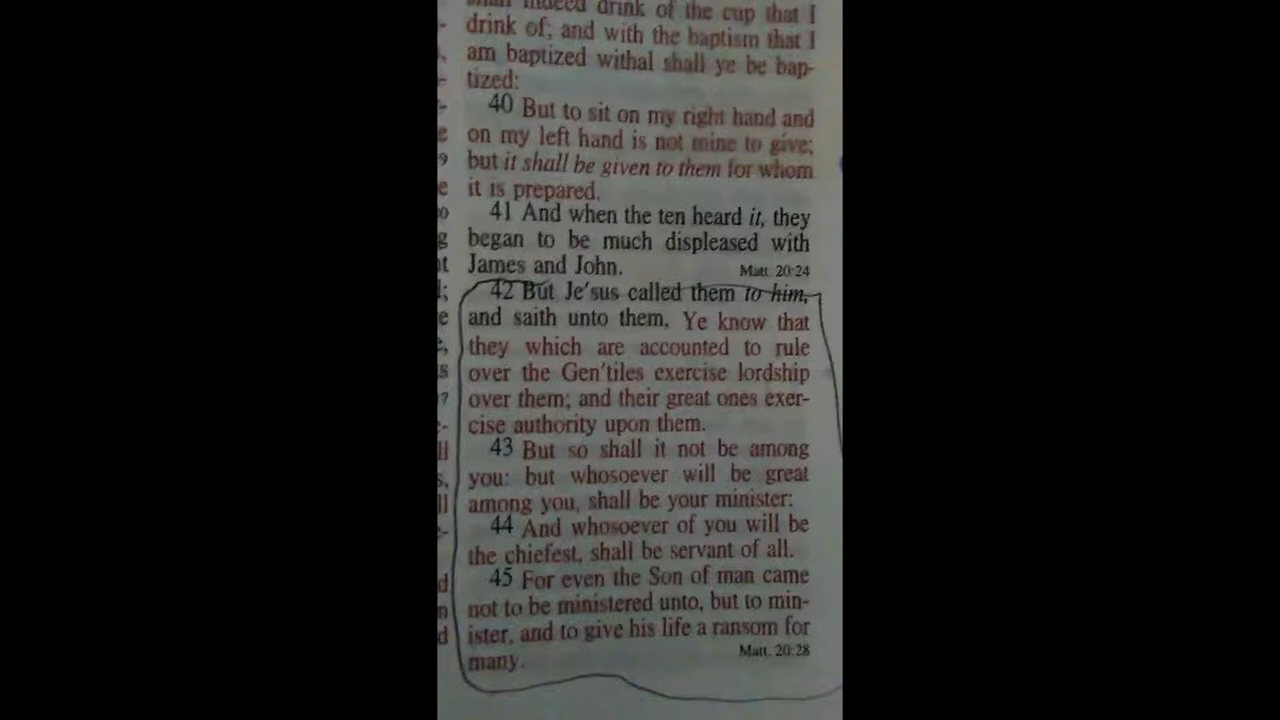 shall indeed drink of the cup that I
drink of; and with the baptism that I
am baptized withal shall ye be bap-
tized:
40 But to sit on my right hand and
on my left hand is not mine to give;
but it shall be given to them for whom
it is prepared.
41 And when the ten heard it, they
began to be much displeased with
James and John. Matt. 20:24
42 But Je'sus called them to him,
and saith unto them, Ye know that
they which are accounted to rule
over the Gen'tiles exercise lordship
over them; and their great ones exer-
cise authority upon them.
43 But so shall it not be among
you: but whosoever will be great
among you, shall be your minister:
44 And whosoever of you will be
the chiefest, shall be servant of all.
45 For even the Son of man came
not to be ministered unto, but to min-
ister, and to give his life a ransom for
many. Matt. 20:28